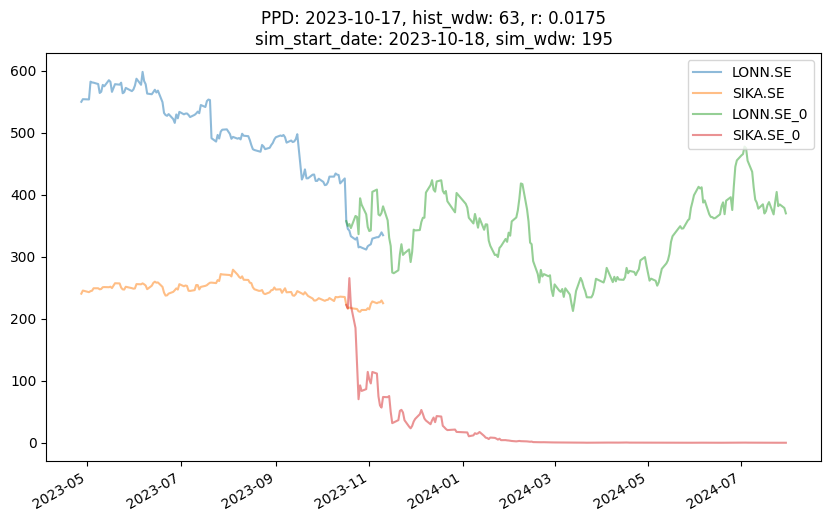 PPD: 2023-10-17, hist_wdw: 63, r: 0.0175
sim_start_date: 2023-10-18, sim_wdw: 195
LONN.SE
SIKA.SE
LONN.SE_0
SIKA.SE_0
600
500
400
300
200
100
0
2023-05
2023-07
2023-09
2023-11
2024-01
2024-03
2024-05
2024-07